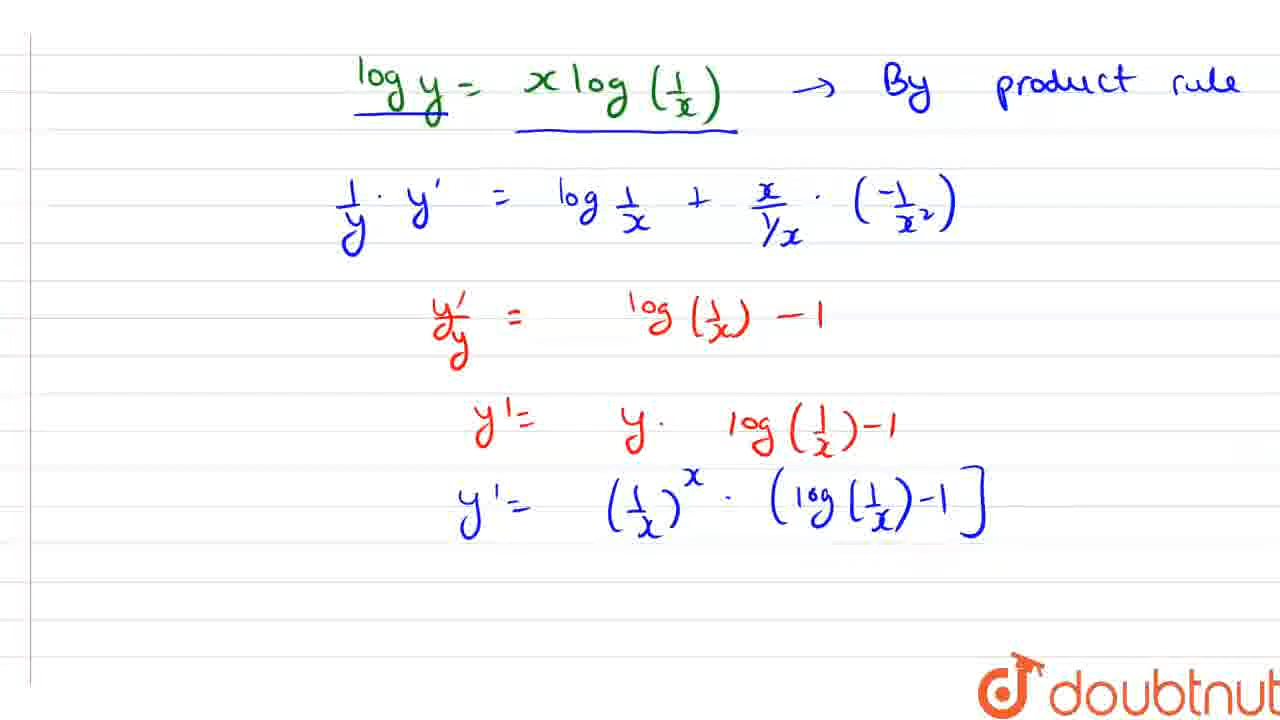 log y = x log (1/x) → By product rule
1/y · y' = log 1/x + x/1/x · (-1/x²)
y'/y = log (1/x) - 1
y' = y · log (1/x) - 1
y' = (1/x)^x · (log (1/x) - 1]
doubtnut